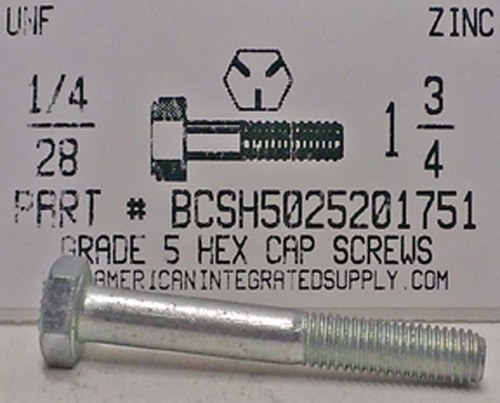 UNF ZINC
1/4
28
1 3/4
PART # BCSH5025201751
GRADE 5 HEX CAP SCREWS
AMERICANINTEGRATEDSUPPLY.COM